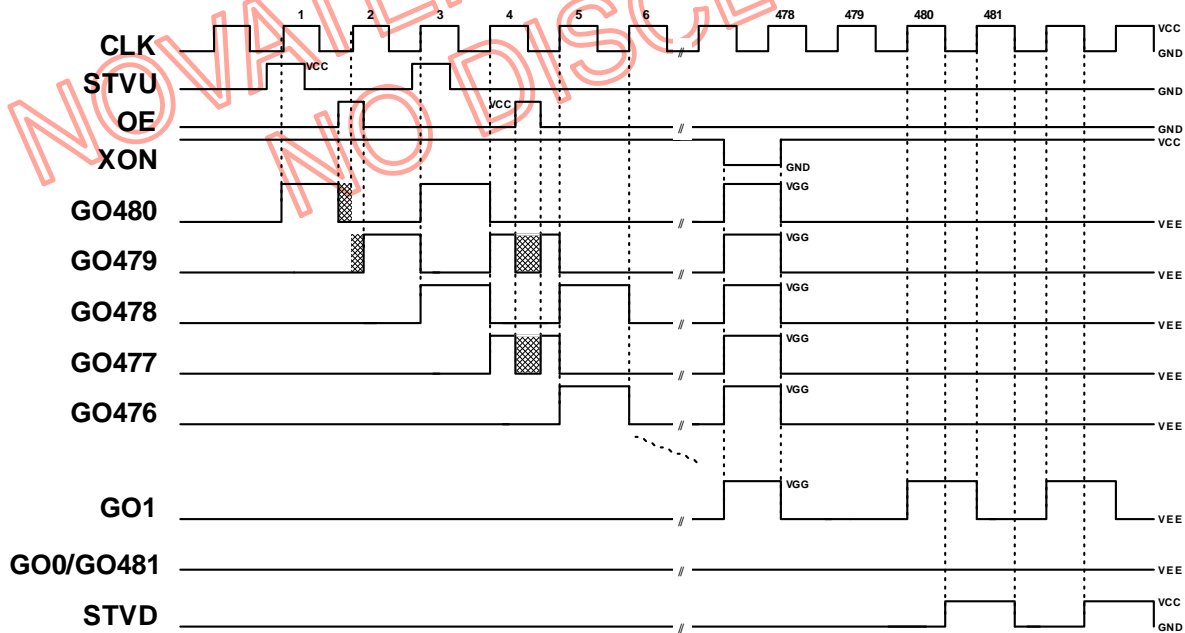 1 2 3 4 5 6 478 479 480 481
CLK VCC
GND
STVU VCC
GND
OE VCC
GND
XON VCC
GND
GO480 VGG
VEE
GO479 VGG
VEE
GO478 VGG
VEE
GO477 VGG
VEE
GO476 VGG
VEE
GO1 VGG
VEE
GO0/GO481 VEE
STVD VCC
GND
NO